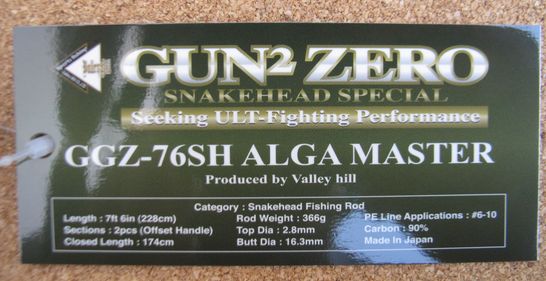 GUN² ZERO
SNAKEHEAD SPECIAL
Seeking ULT-Fighting Performance
GGZ-76SH ALGA MASTER
Produced by Valley hill
Category : Snakehead Fishing Rod
Length : 7ft 6in (228cm) Rod Weight : 366g PE Line Applications : #6-10
Sections : 2pcs (Offset Handle) Top Dia : 2.8mm Carbon : 90%
Closed Length : 174cm Butt Dia : 16.3mm Made In Japan